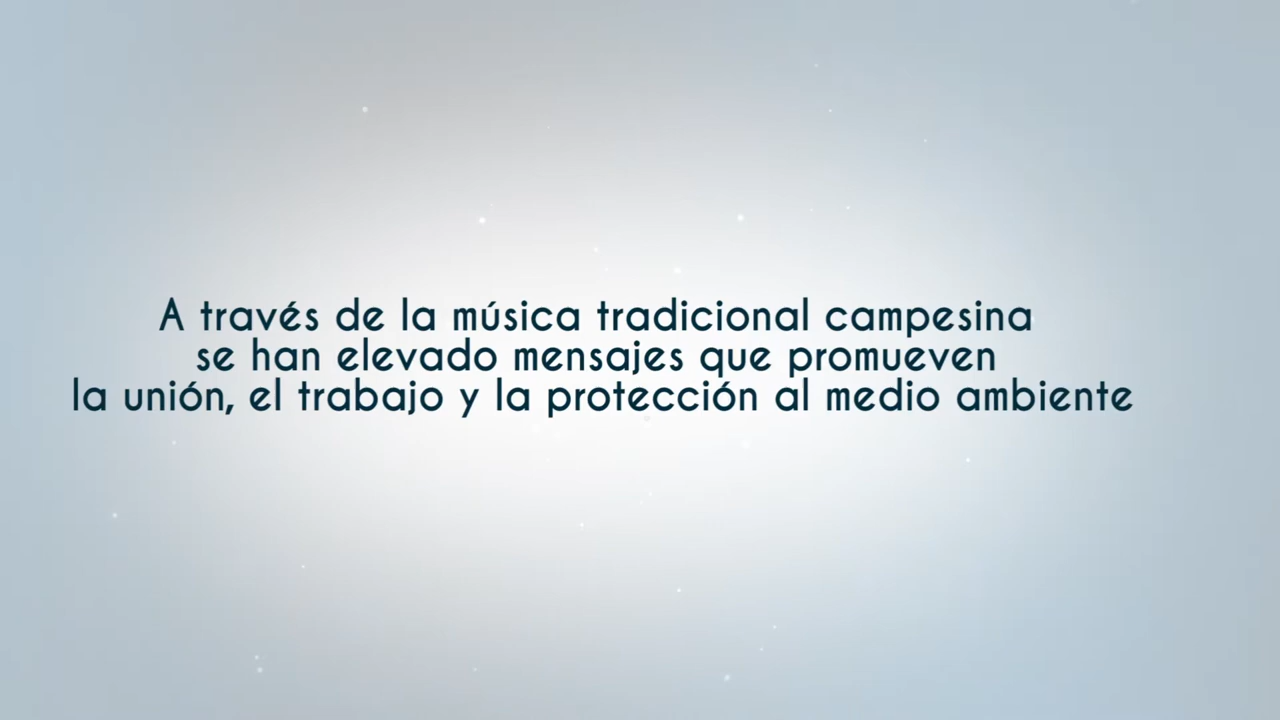 A través de la música tradicional campesina
se han elevado mensajes que promueven
la unión, el trabajo y la protección al medio ambiente